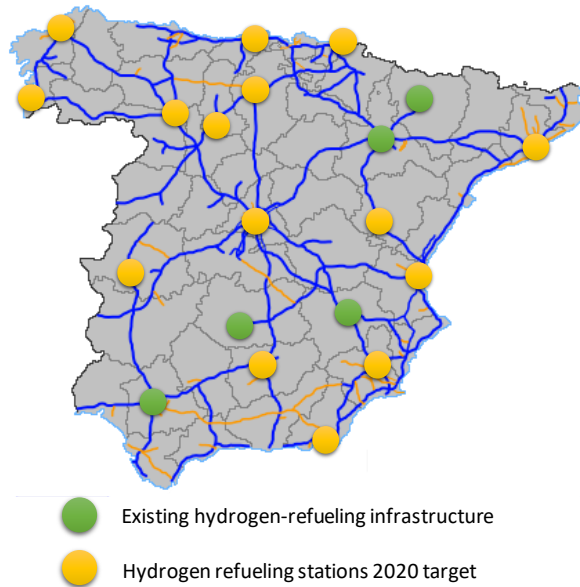 Existing hydrogen-refueling infrastructure
Hydrogen refueling stations 2020 target